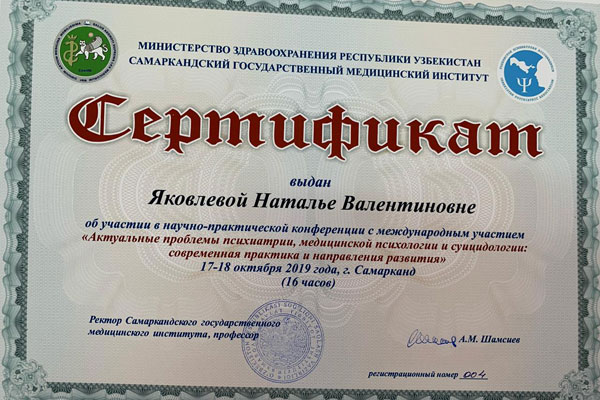 МИНИСТЕРСТВО ЗДРАВООХРАНЕНИЯ РЕСПУБЛИКИ УЗБЕКИСТАН
САМАРКАНДСКИЙ ГОСУДАРСТВЕННЫЙ МЕДИЦИНСКИЙ ИНСТИТУТ
Сертификат
выдан
Яковлевой Наталье Валентиновне
об участии в научно-практической конференции с международным участием
«Актуальные проблемы психиатрии, медицинской психологии и суицидологии:
современная практика и направления развития»
17-18 октября 2019 года, г. Самарканд
(16 часов)
Ректор Самаркандского государственного
медицинского института, профессор
А.М. Шамсиев
регистрационный номер 004